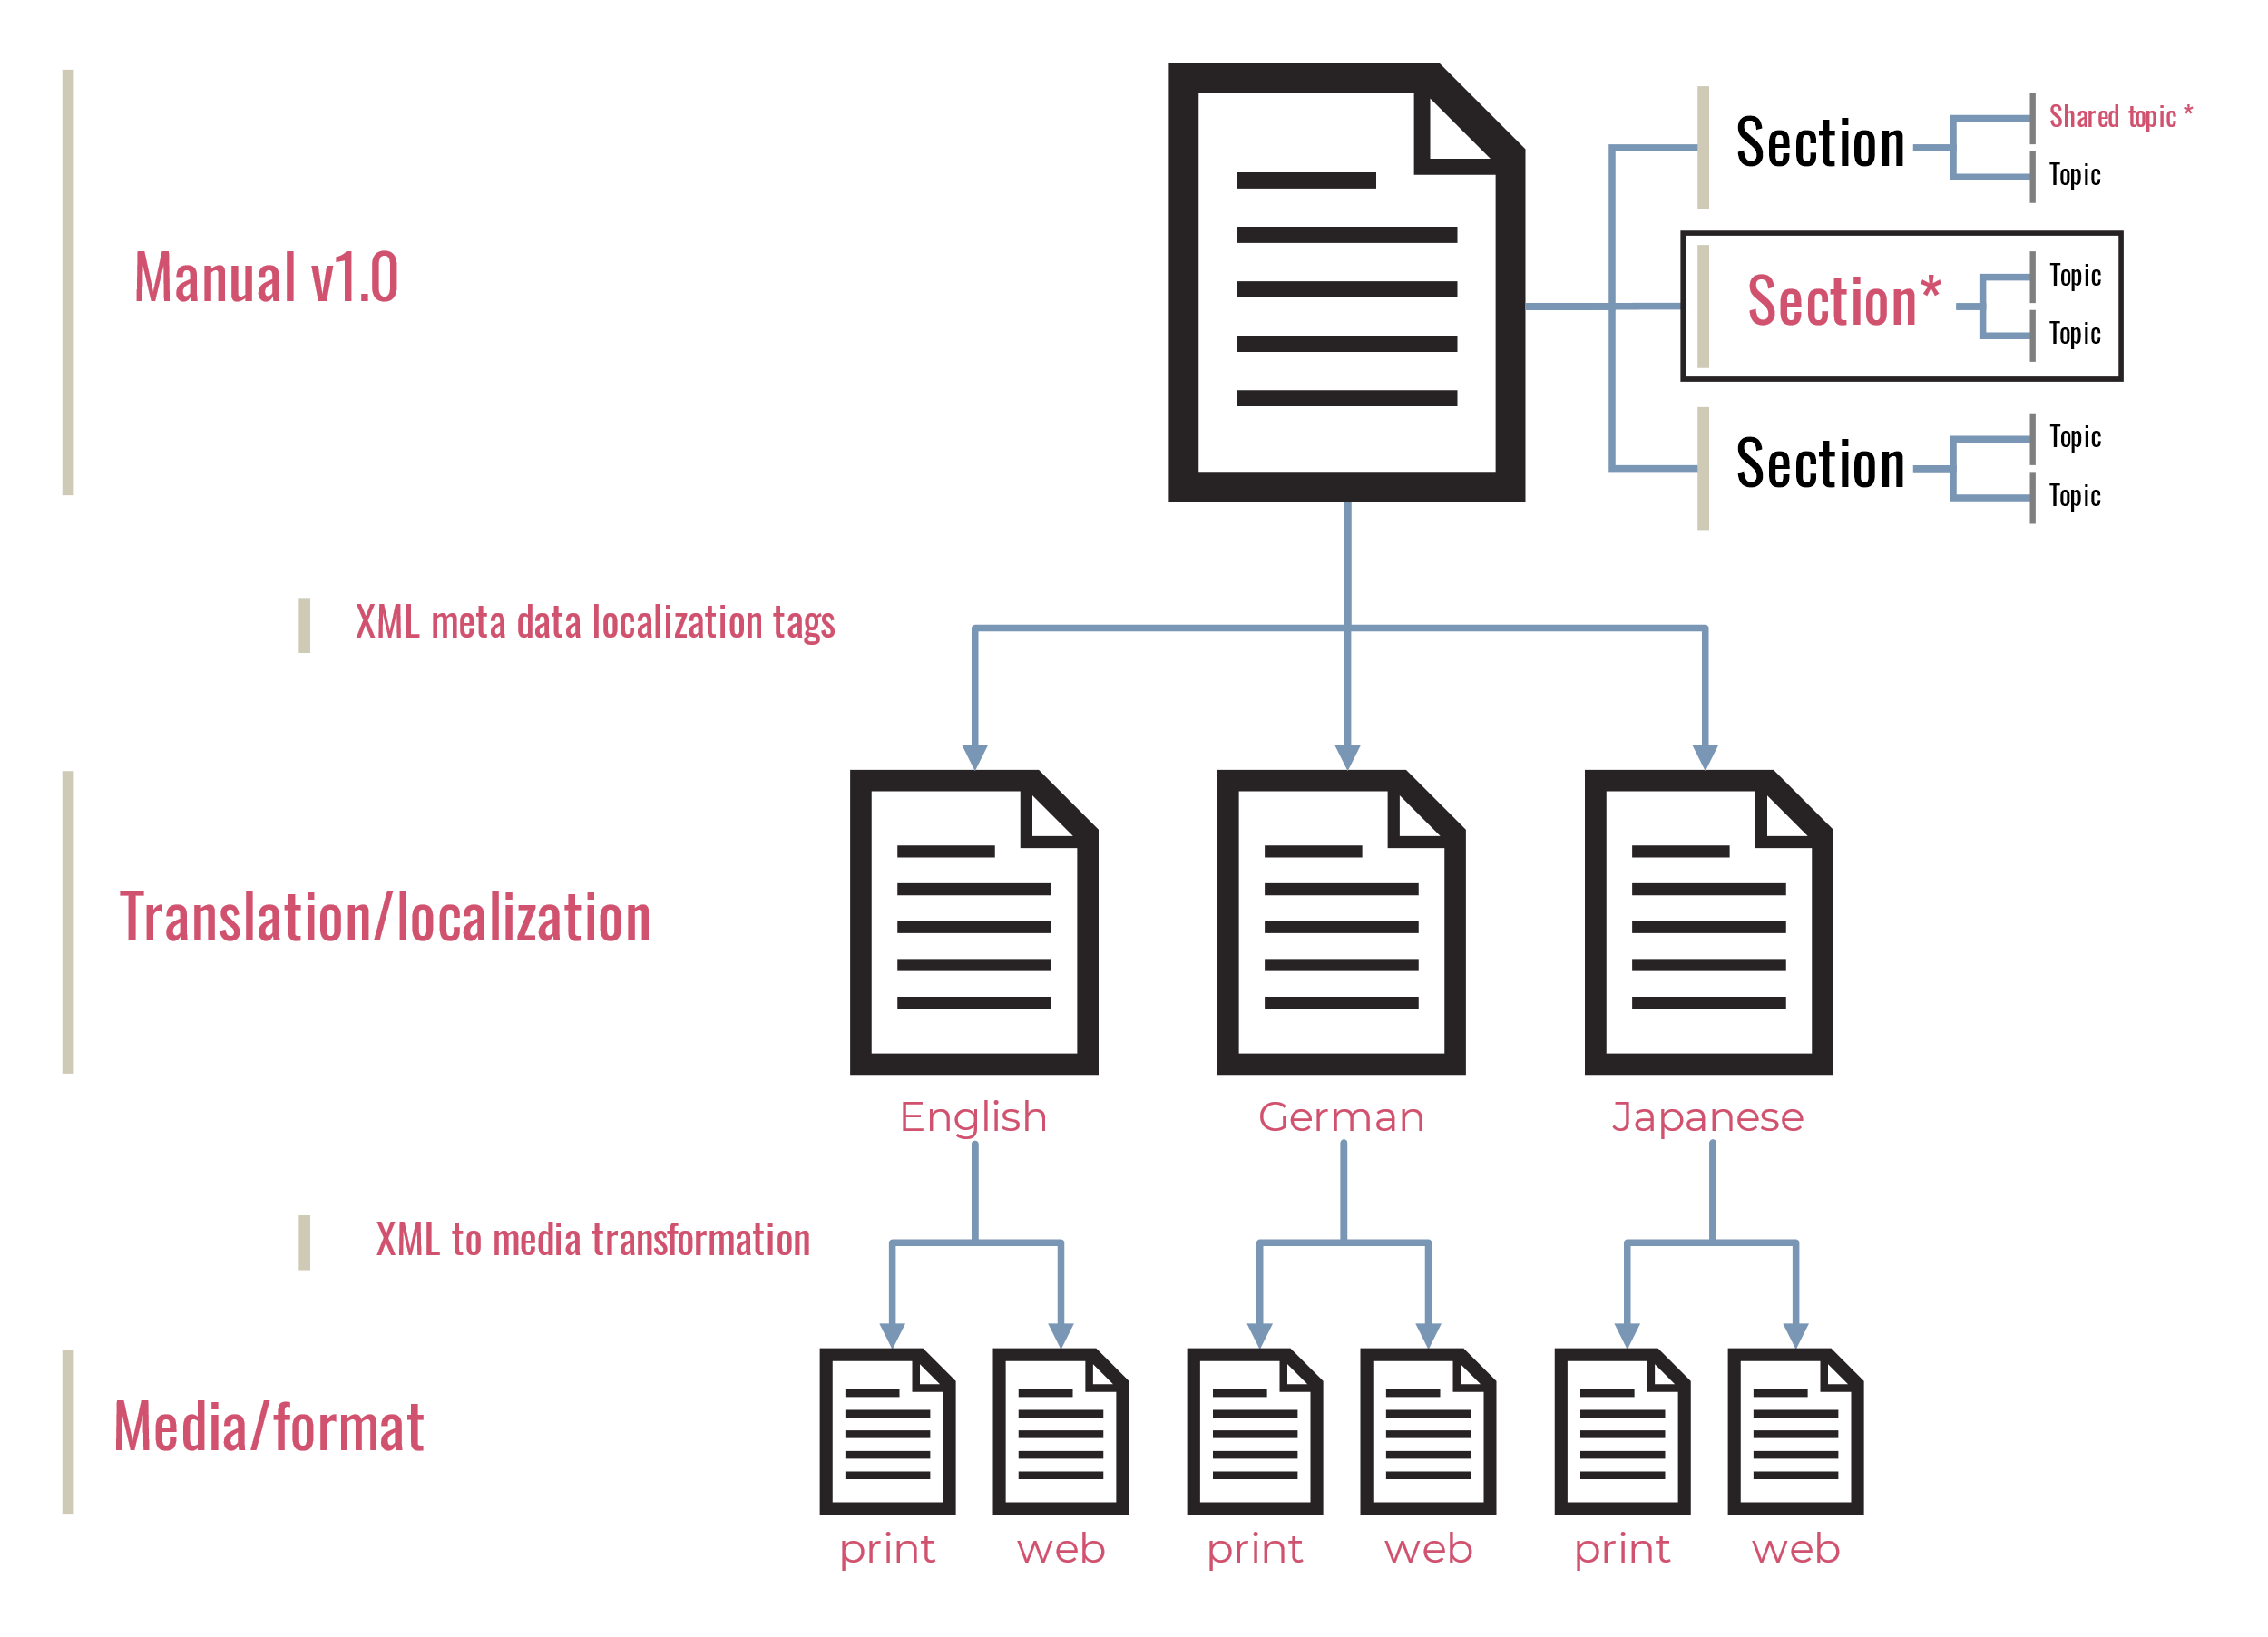 Manual v1.0
Section
Shared topic *
Topic
Section*
Topic
Topic
Section
Topic
Topic
XML meta data localization tags
Translation/localization
English
German
Japanese
XML to media transformation
Media/format
print
web
print
web
print
web